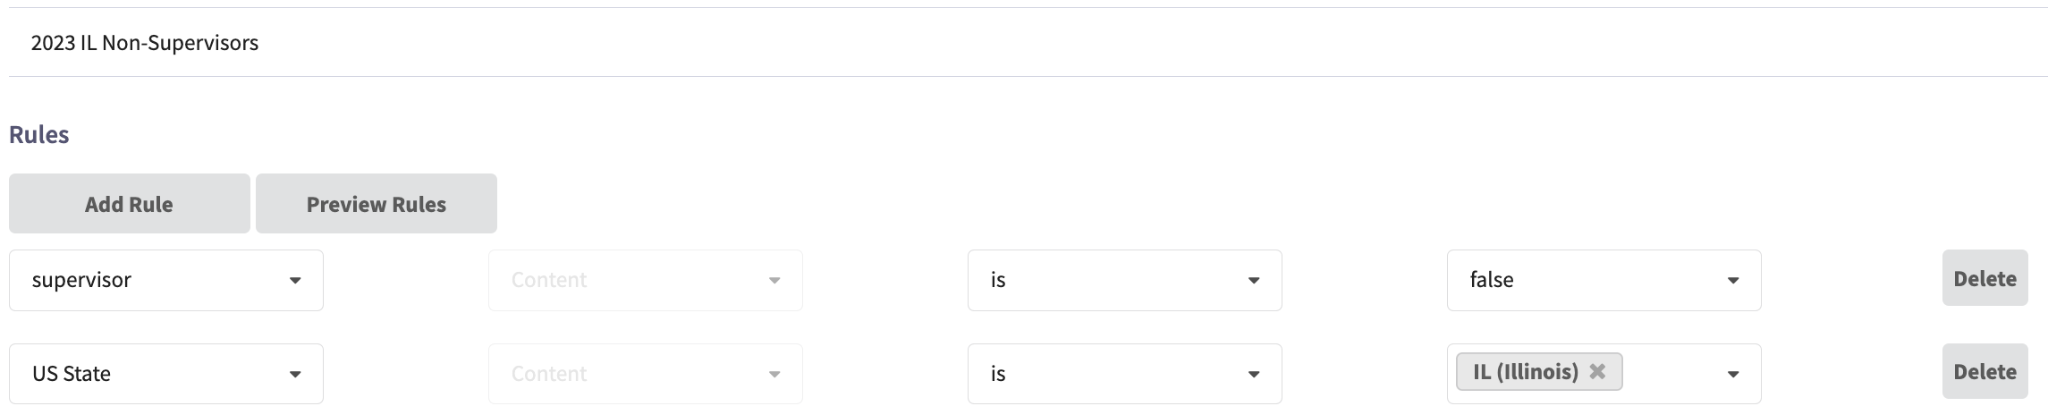 2023 IL Non-Supervisors
Rules
Add Rule Preview Rules
supervisor Content is false Delete
US State Content is IL (Illinois) Delete